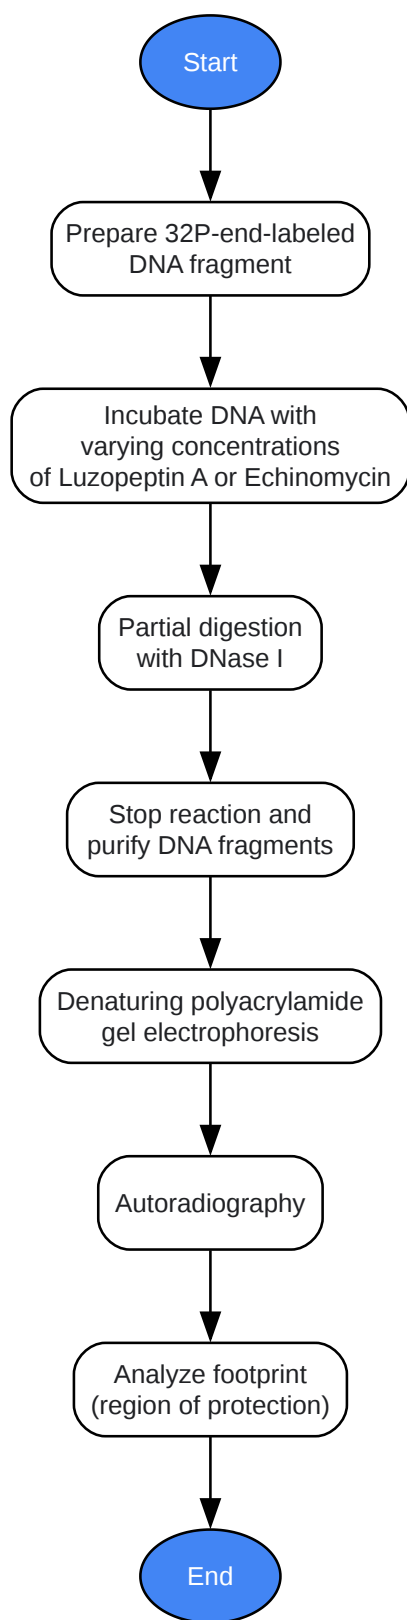 Start
Prepare 32P-end-labeled
DNA fragment
Incubate DNA with
varying concentrations
of Luzopeptin A or Echinomycin
Partial digestion
with DNase I
Stop reaction and
purify DNA fragments
Denaturing polyacrylamide
gel electrophoresis
Autoradiography
Analyze footprint
(region of protection)
End